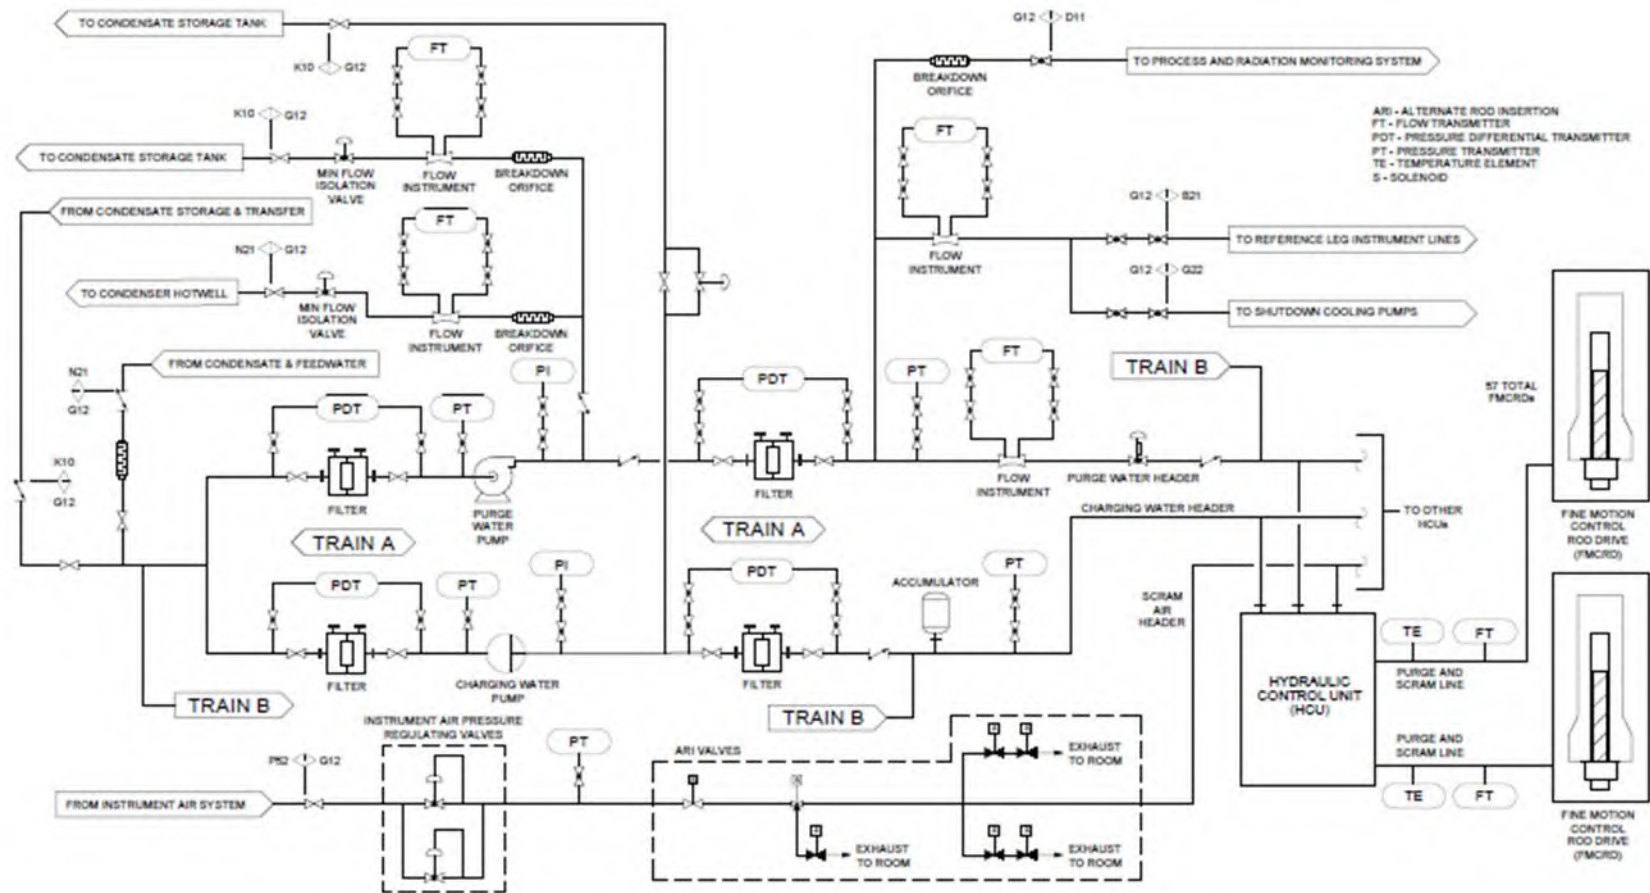 TO CONDENSATE STORAGE TANK
K10
G12
FT
G12
D11
BREAKDOWN
ORIFICE
TO PROCESS AND RADIATION MONITORING SYSTEM
ARI - ALTERNATE ROD INSERTION
FT - FLOW TRANSMITTER
PDT - PRESSURE DIFFERENTIAL TRANSMITTER
PT - PRESSURE TRANSMITTER
TE - TEMPERATURE ELEMENT
S - SOLENOID
K10
G12
TO CONDENSATE STORAGE TANK
MIN FLOW
ISOLATION
VALVE
FLOW
INSTRUMENT
BREAKDOWN
ORIFICE
FT
FLOW
INSTRUMENT
G12
B21
TO REFERENCE LEG INSTRUMENT LINES
G12
G22
TO SHUTDOWN COOLING PUMPS
FROM CONDENSATE STORAGE & TRANSFER
N21
G12
FT
TO CONDENSER HOTWELL
MIN FLOW
ISOLATION
VALVE
FLOW
INSTRUMENT
BREAKDOWN
ORIFICE
FROM CONDENSATE & FEEDWATER
N21
G12
K10
G12
PDT
PT
PI
FILTER
PURGE
WATER
PUMP
PDT
FILTER
PT
FT
FLOW
INSTRUMENT
TRAIN B
PURGE WATER HEADER
CHARGING WATER HEADER
TO OTHER
HCUs
57 TOTAL
FMCRDs
FINE MOTION
CONTROL
ROD DRIVE
(FMCRD)
TRAIN A
TRAIN A
PDT
PT
PI
FILTER
CHARGING WATER
PUMP
PDT
FILTER
ACCUMULATOR
PT
SCRAM
AIR
HEADER
TRAIN B
TRAIN B
HYDRAULIC
CONTROL UNIT
(HCU)
TE
FT
PURGE AND
SCRAM LINE
PURGE AND
SCRAM LINE
TE
FT
FINE MOTION
CONTROL
ROD DRIVE
(FMCRD)
INSTRUMENT AIR PRESSURE
REGULATING VALVES
P52
G12
FROM INSTRUMENT AIR SYSTEM
PT
ARI VALVES
EXHAUST
TO ROOM
EXHAUST
TO ROOM
EXHAUST
TO ROOM